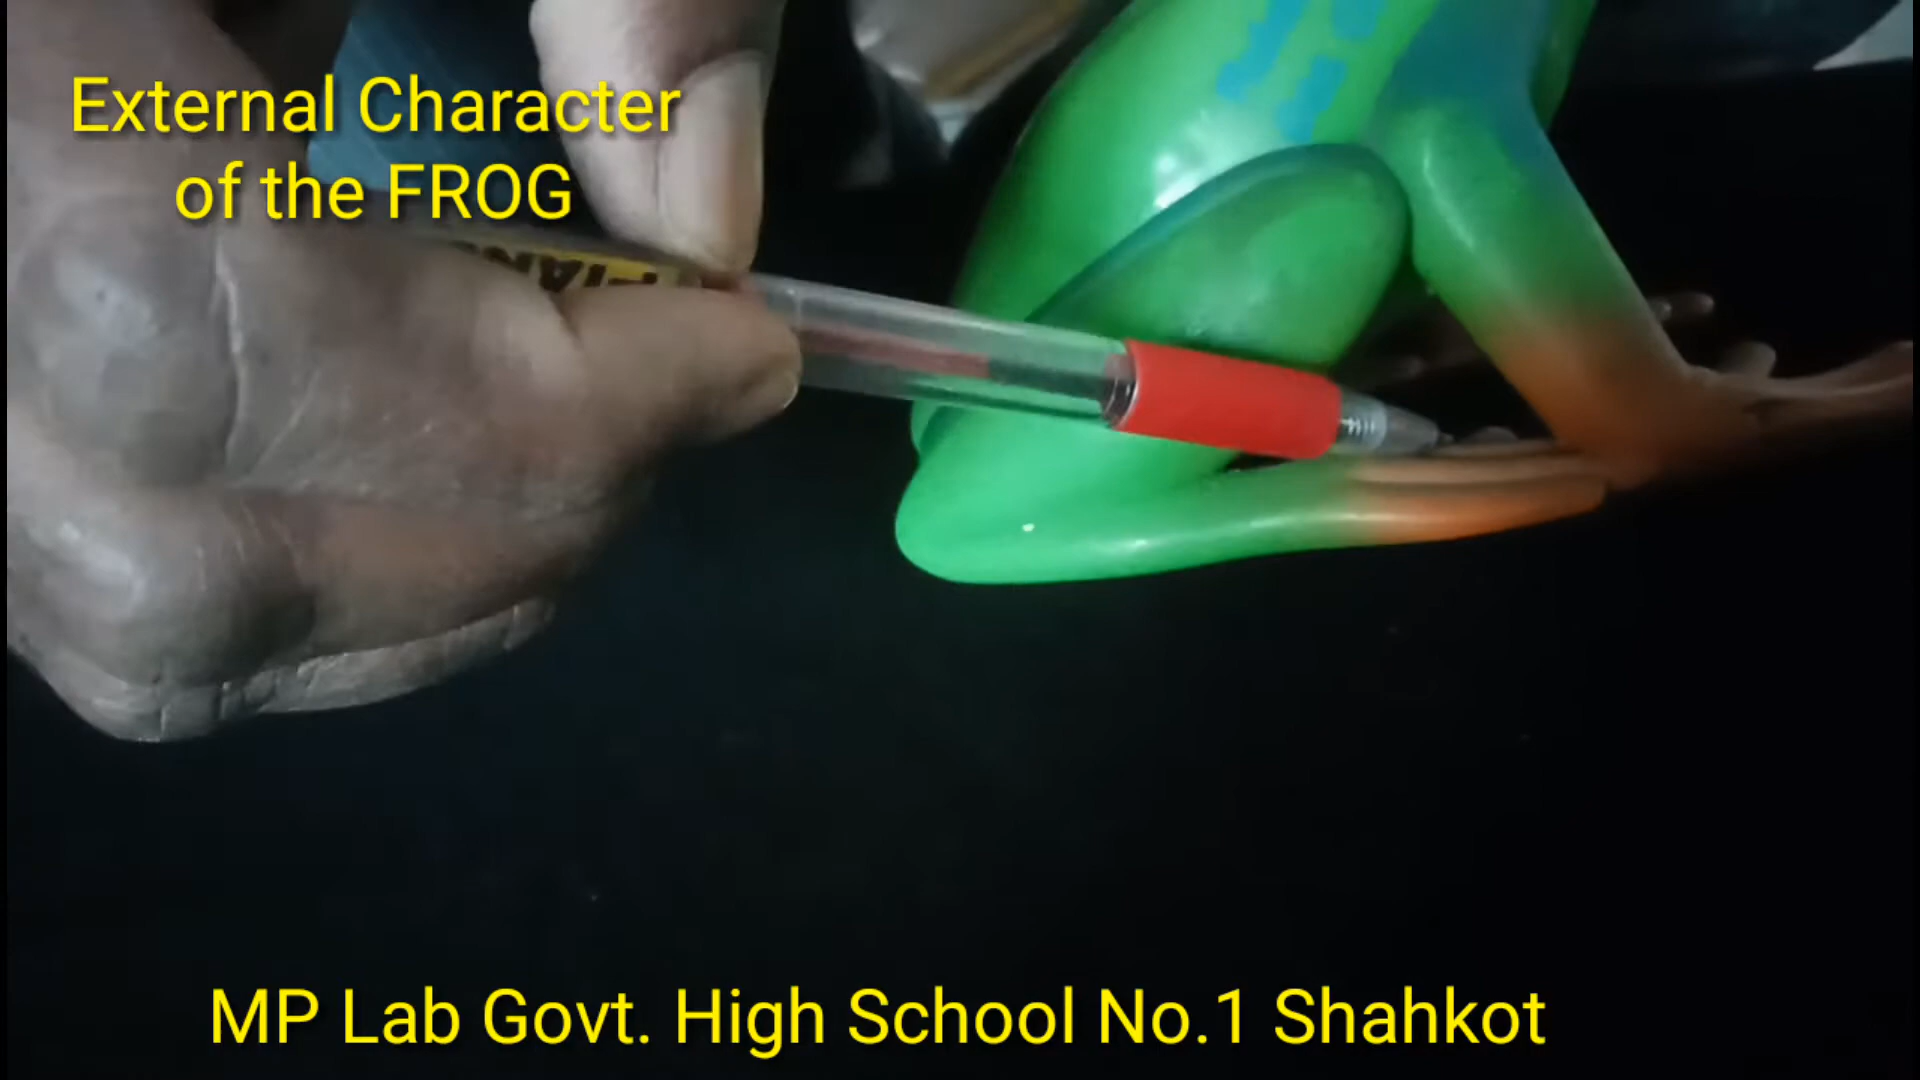 External Character
of the FROG
MP Lab Govt. High School No.1 Shahkot